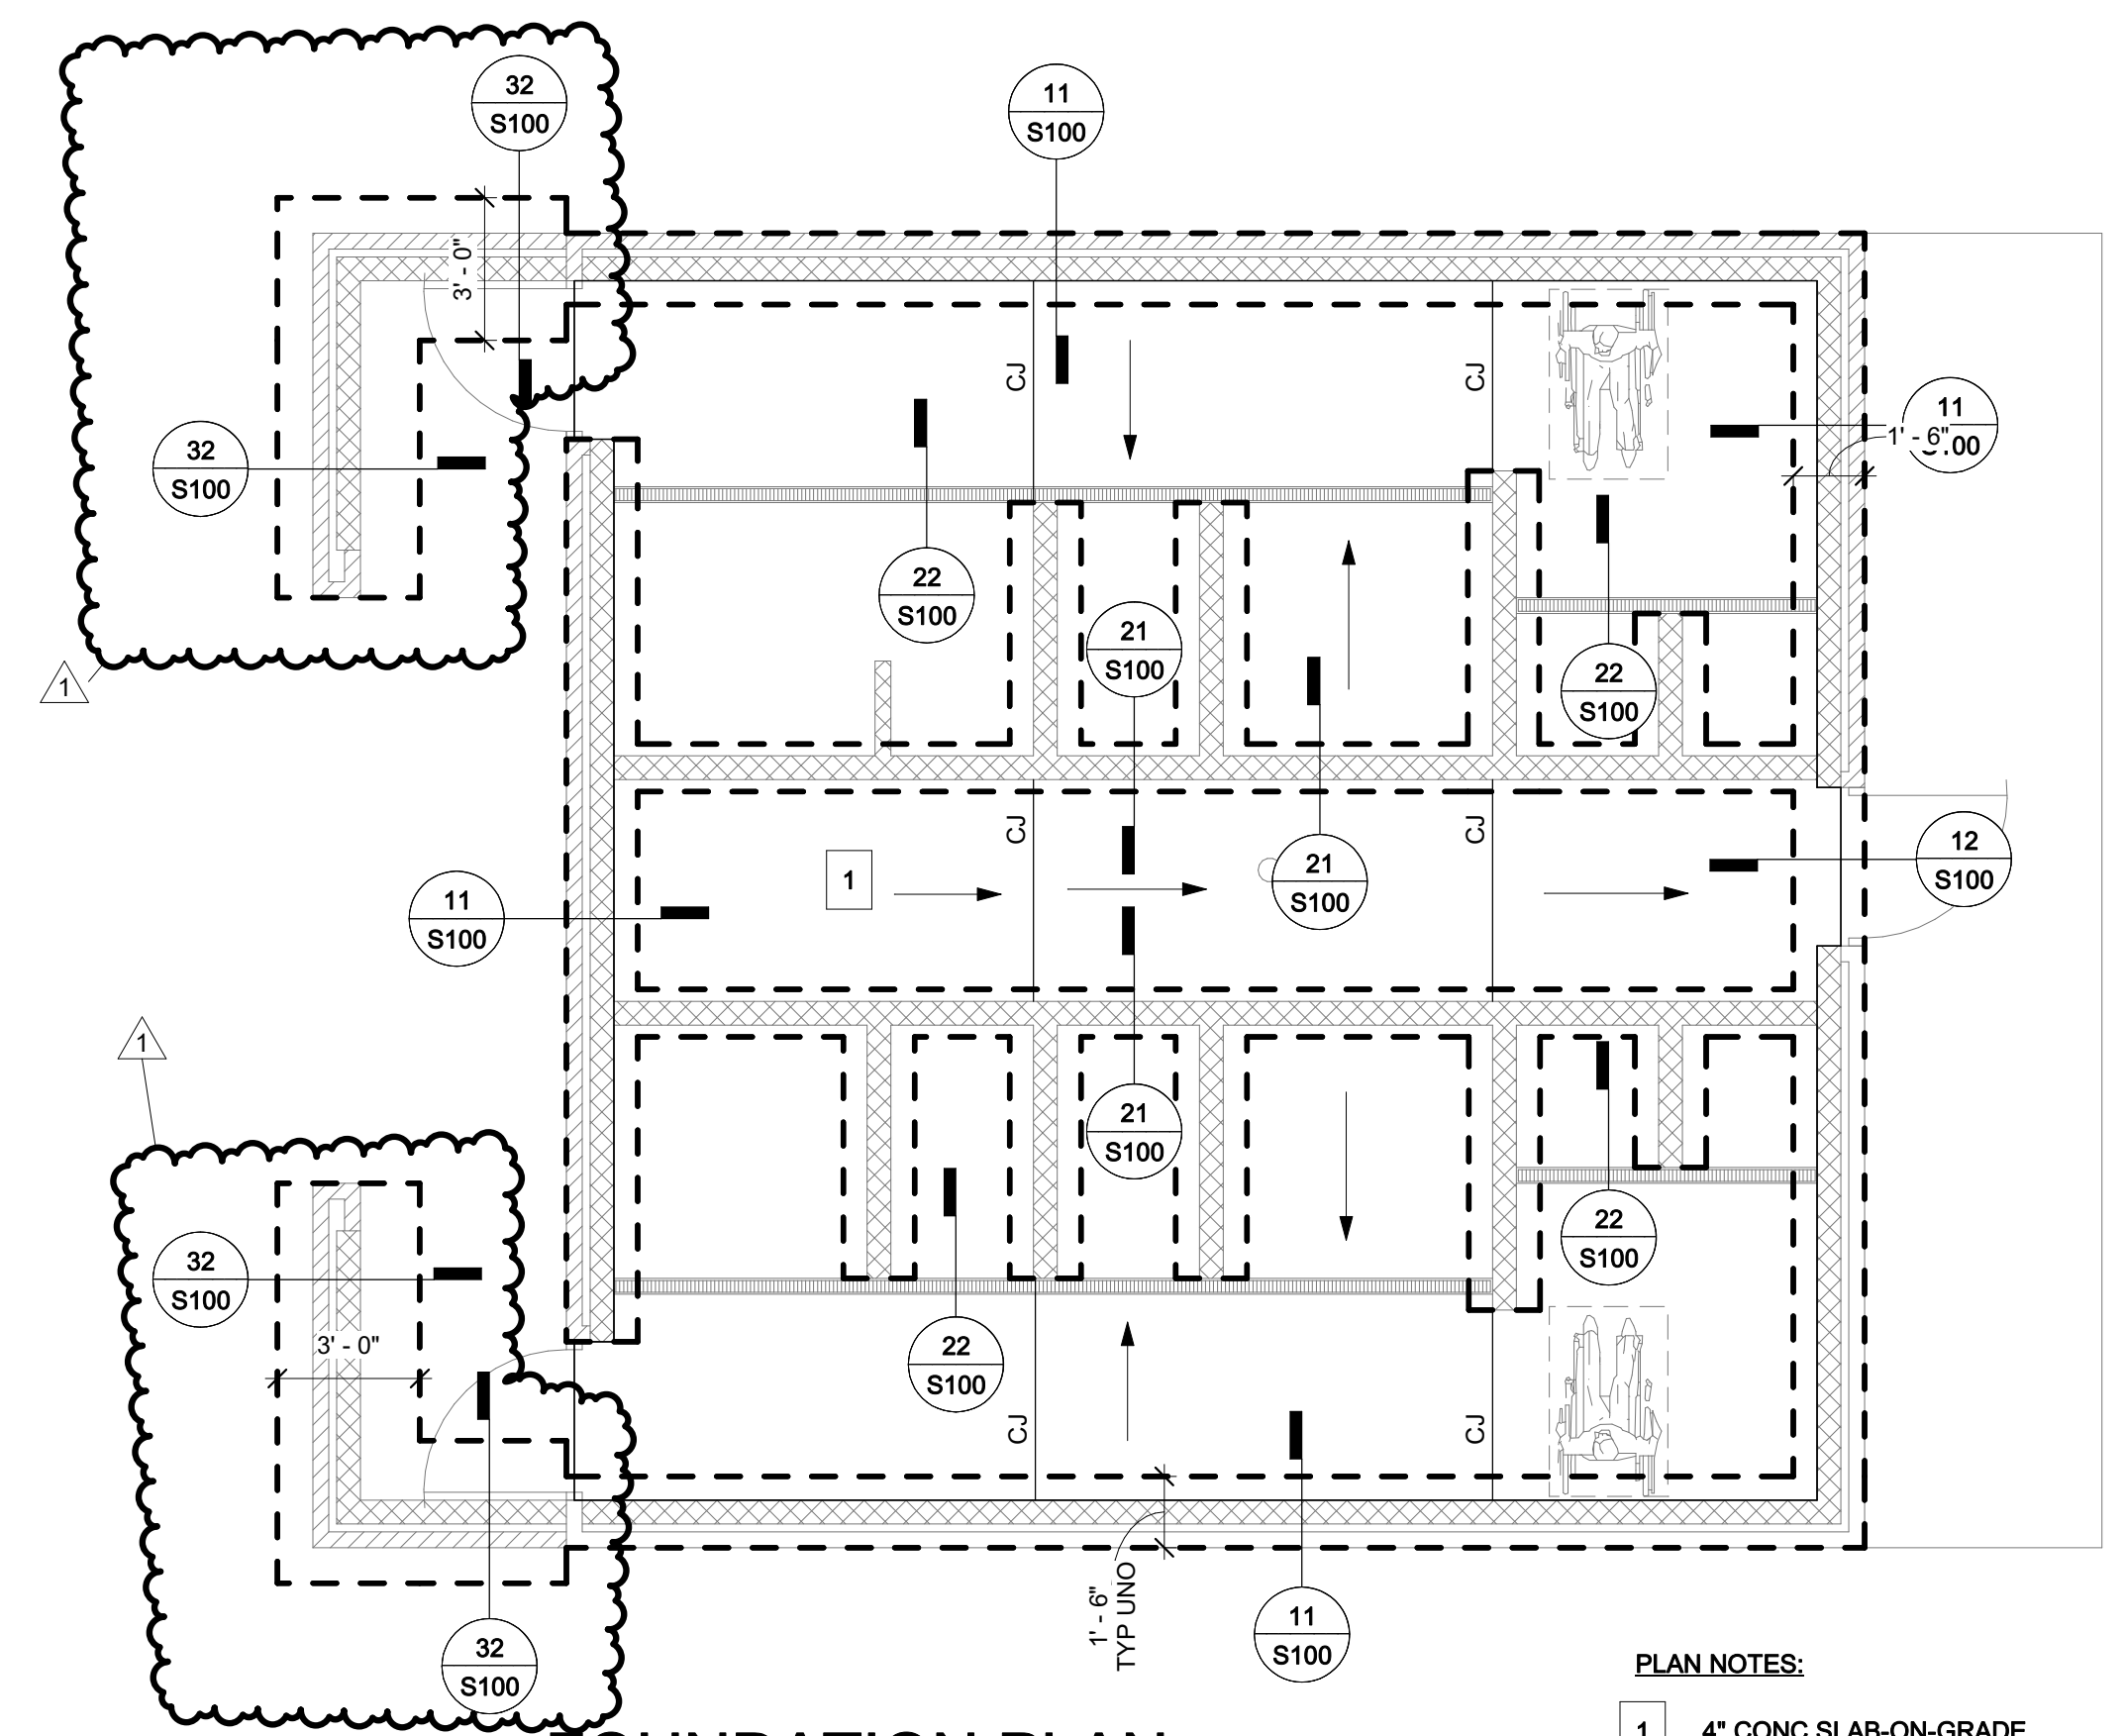 32
S100
11
S100
3' - 0"
CJ
CJ
11
1' - 6"
.00
32
S100
22
S100
21
S100
22
S100
1
CJ
CJ
12
S100
1
21
S100
11
S100
1
21
S100
22
S100
32
S100
3' - 0"
22
S100
CJ
CJ
1' - 6"
TYP UNO
11
S100
32
S100
PLAN NOTES:
FOUNDATION PLAN
1 4" CONC SLAB-ON-GRADE